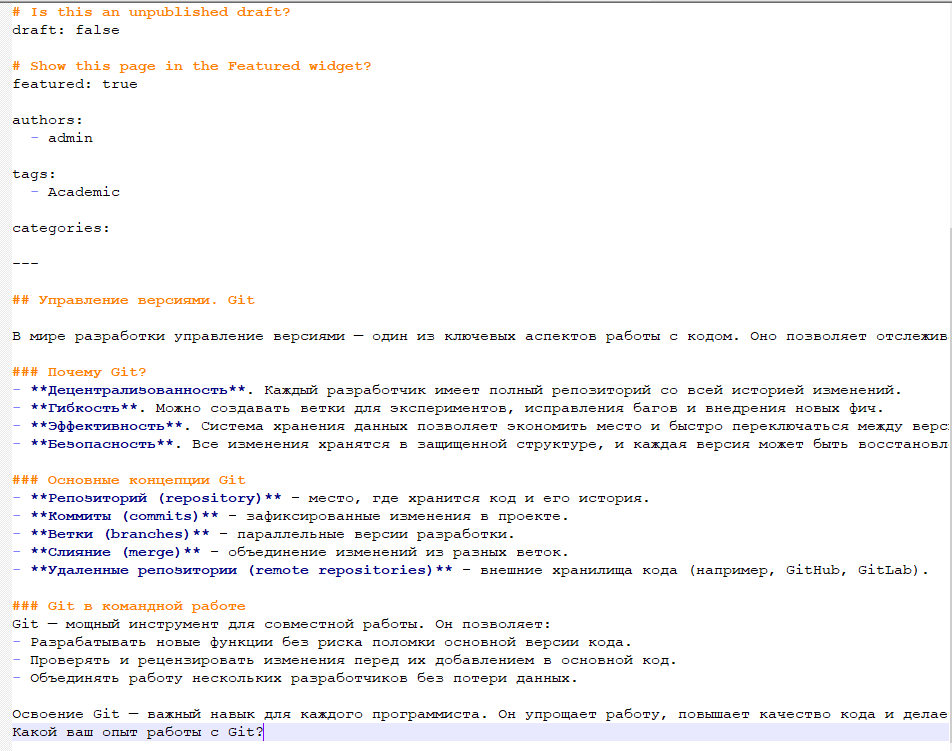 # Is this an unpublished draft?
draft: false
# Show this page in the Featured widget?
featured: true
authors:
- admin
tags:
- Academic
categories:
---
## Управление версиями. Git
В мире разработки управление версиями — один из ключевых аспектов работы с кодом. Оно позволяет
### Почему Git?
- **Децентрализованность**. Каждый разработчик имеет полный репозиторий со всей историей изменений.
- **Гибкость**. Можно создавать ветки для экспериментов, исправления багов и внедрения новых фич.
- **Эффективность**. Система хранения данных позволяет экономить место и быстро переключаться между
- **Безопасность**. Все изменения хранятся в защищенной структуре, и каждая версия может быть
### Основные концепции Git
- **Репозиторий (repository)** – место, где хранится код и его история.
- **Коммиты (commits)** – зафиксированные изменения в проекте.
- **Ветки (branches)** – параллельные версии разработки.
- **Слияние (merge)** – объединение изменений из разных веток.
- **Удаленные репозитории (remote repositories)** – внешние хранилища кода (например, GitHub, GitLab).
### Git в командной работе
Git — мощный инструмент для совместной работы. Он позволяет:
- Разрабатывать новые функции без риска поломки основной версии кода.
- Проверять и рецензировать изменения перед их добавлением в основной код.
- Объединять работу нескольких разработчиков без потери данных.
Освоение Git — важный навык для каждого программиста. Он упрощает работу, повышает качество кода и
Какой ваш опыт работы с Git?